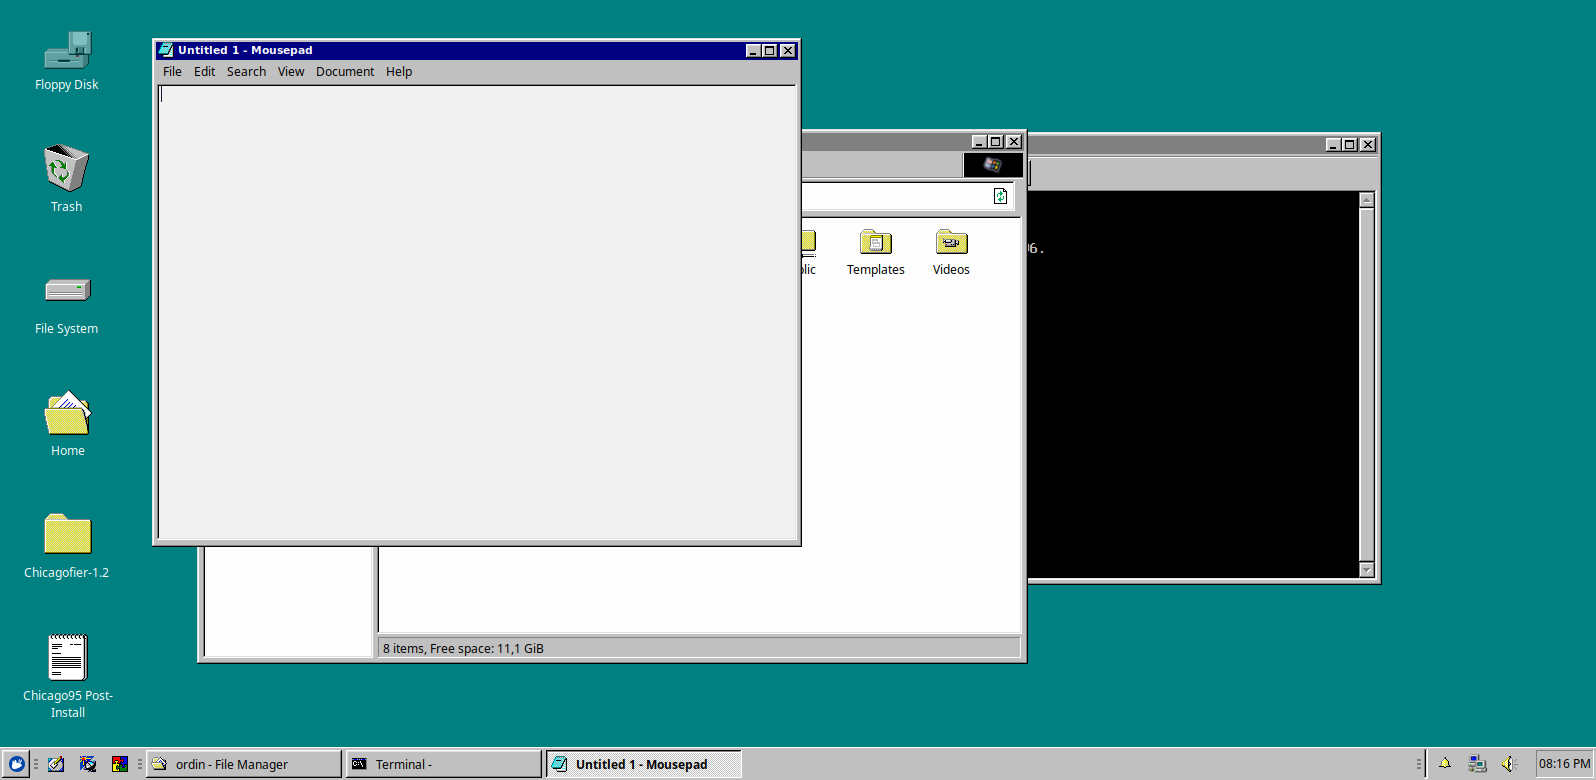 Floppy Disk
Trash
File System
Home
Chicagofier-1.2
Chicago95 Post-
Install
Untitled 1 - Mousepad
File Edit Search View Document Help
Templates
Videos
8 items, Free space: 11,1 GiB
ordin - File Manager
Terminal -
Untitled 1 - Mousepad
08:16 PM